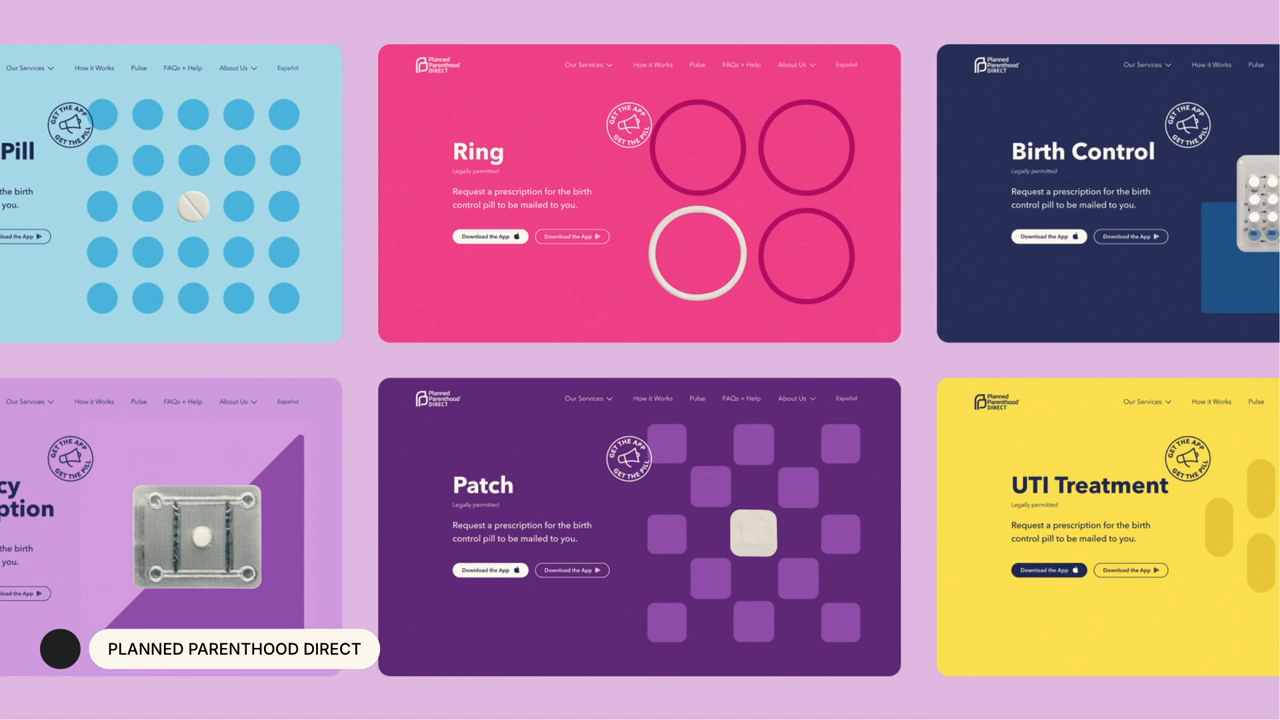 Our Services How it Works Pulse FAQs + Help About Us Español
GET THE APP
GET THE PILL
Pill
the birth
you.
the App
Planned
Parenthood
DIRECT
Our Services How it Works Pulse FAQs + Help About Us Español
GET THE APP
GET THE PILL
Ring
Legally permitted
Request a prescription for the birth
control pill to be mailed to you.
Download the App Download the App
Planned
Parenthood
DIRECT
Our Services How it Works Pulse
GET THE APP
GET THE PILL
Birth Control
Legally permitted
Request a prescription for the birth
control pill to be mailed to you.
Download the App Download the App
Our Services How it Works Pulse FAQs + Help About Us Español
GET THE APP
GET THE PILL
cy
ption
the birth
you.
the App
Planned
Parenthood
DIRECT
Our Services How it Works Pulse FAQs + Help About Us Español
GET THE APP
GET THE PILL
Patch
Legally permitted
Request a prescription for the birth
control pill to be mailed to you.
Download the App Download the App
Planned
Parenthood
DIRECT
Our Services How it Works Pulse
GET THE APP
GET THE PILL
UTI Treatment
Legally permitted
Request a prescription for the birth
control pill to be mailed to you.
Download the App Download the App
PLANNED PARENTHOOD DIRECT